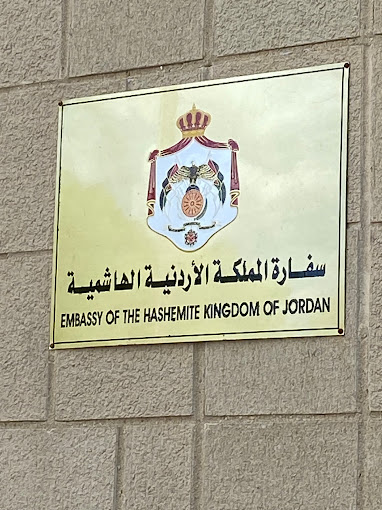 سفارة المملكة الأردنية الهاشمية
EMBASSY OF THE HASHEMITE KINGDOM OF JORDAN